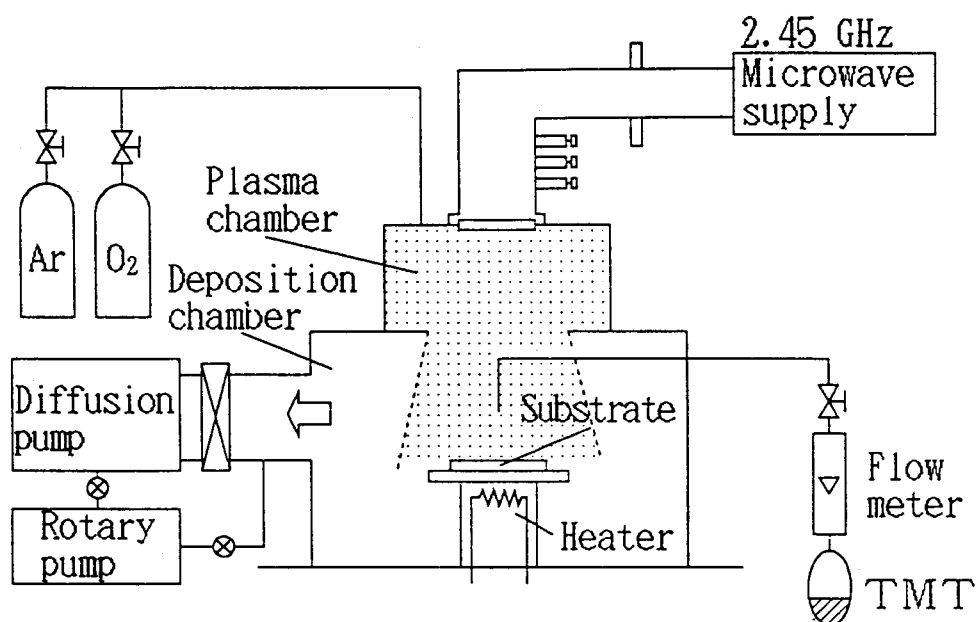 2.45 GHz
Microwave
supply
Plasma
chamber
Ar
O₂
Deposition
chamber
Diffusion
pump
Substrate
Flow
meter
Rotary
pump
Heater
TMT